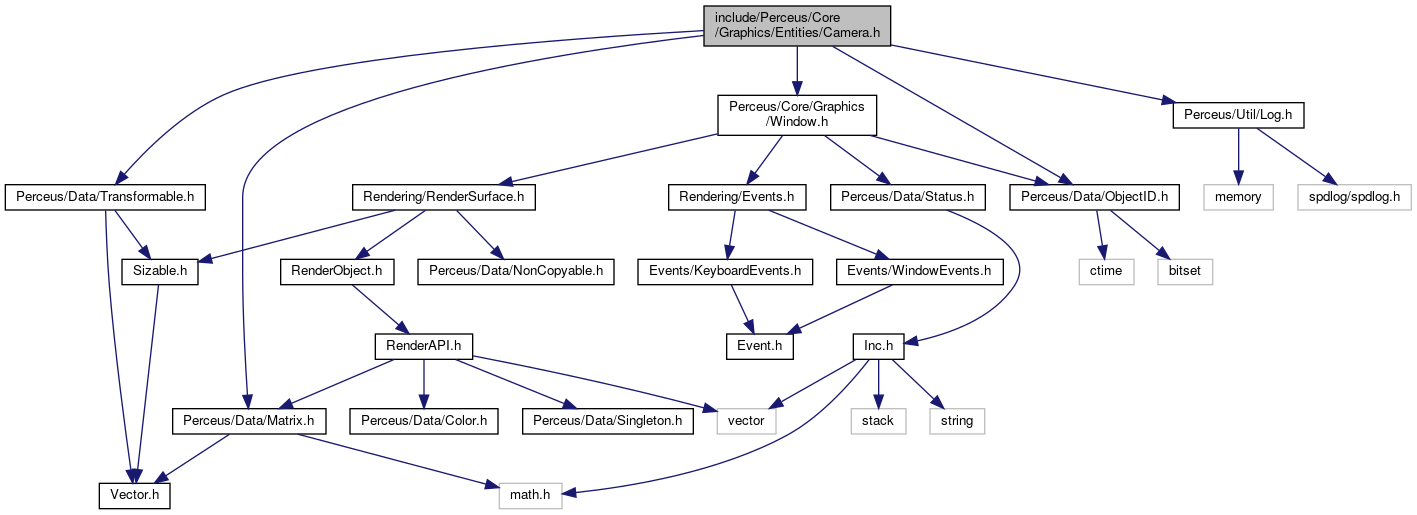 include/Perceus/Core
/Graphics/Entities/Camera.h
Perceus/Core/Graphics
/Window.h
Perceus/Util/Log.h
Perceus/Data/Transformable.h
Rendering/RenderSurface.h
Rendering/Events.h
Perceus/Data/Status.h
Perceus/Data/ObjectID.h
memory
spdlog/spdlog.h
Sizable.h
RenderObject.h
Perceus/Data/NonCopyable.h
Events/KeyboardEvents.h
Events/WindowEvents.h
ctime
bitset
RenderAPI.h
Event.h
Inc.h
Perceus/Data/Matrix.h
Perceus/Data/Color.h
Perceus/Data/Singleton.h
vector
stack
string
Vector.h
math.h